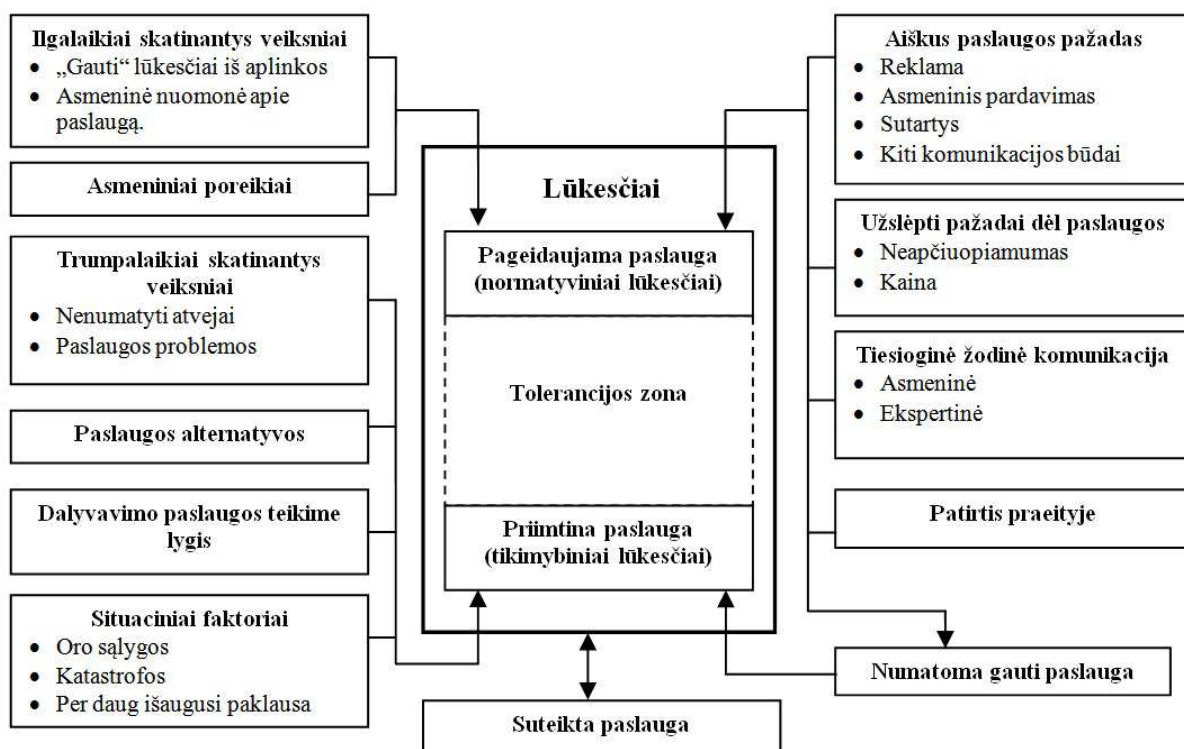 Ilgalaikiai skatinantys veiksniai
• „Gauti“ lūkesčiai iš aplinkos
• Asmeninė nuomonė apie
paslaugą.
Asmeniniai poreikiai
Trumpalaikiai skatinantys
veiksniai
• Nenumatyti atvejai
• Paslaugos problemos
Paslaugos alternatyvos
Dalyvavimo paslaugos teikime
lygis
Situaciniai faktoriai
• Oro sąlygos
• Katastrofos
• Per daug išaugusi paklausa
Lūkesčiai
Pageidaujama paslauga
(normatyviniai lūkesčiai)
Tolerancijos zona
Priimtina paslauga
(tikimybiniai lūkesčiai)
Suteikta paslauga
Aiškus paslaugos pažadas
• Reklama
• Asmeninis pardavimas
• Sutartys
• Kiti komunikacijos būdai
Užslėpti pažadai dėl paslaugos
• Neapčiuopiamumas
• Kaina
Tiesioginė žodinė komunikacija
• Asmeninė
• Ekspertinė
Patirtis praeityje
Numatoma gauti paslauga